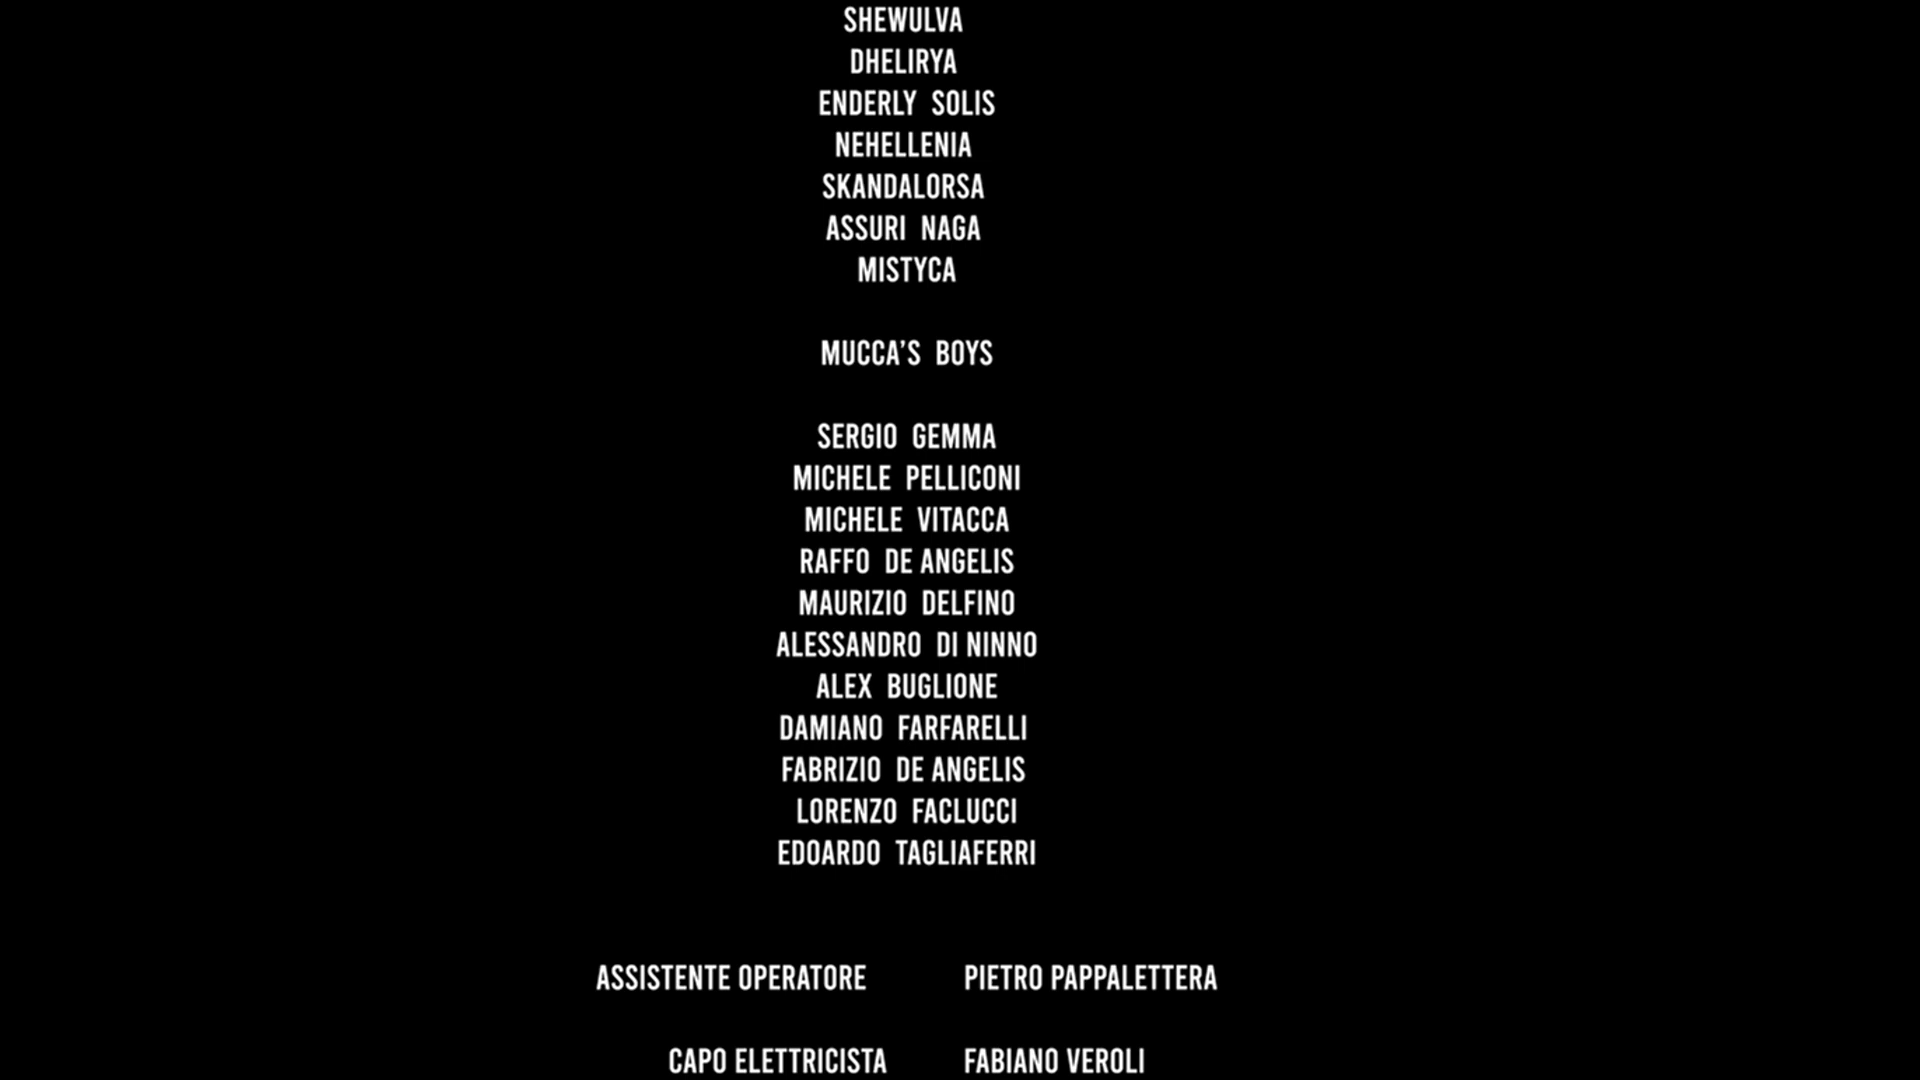 SHEWULVA
DHELIRYA
ENDERLY SOLIS
NEHELLENIA
SKANDALORSA
ASSURI NAGA
MISTYCA
MUCCA’S BOYS
SERGIO GEMMA
MICHELE PELLICONI
MICHELE VITACCA
RAFFO DE ANGELIS
MAURIZIO DELFINO
ALESSANDRO DI NINNO
ALEX BUGLIONE
DAMIANO FARFARELLI
FABRIZIO DE ANGELIS
LORENZO FACLUCCI
EDOARDO TAGLIAFERRI
ASSISTENTE OPERATORE PIETRO PAPPALETTERA
CAPO ELETTRICISTA FABIANO VEROLI